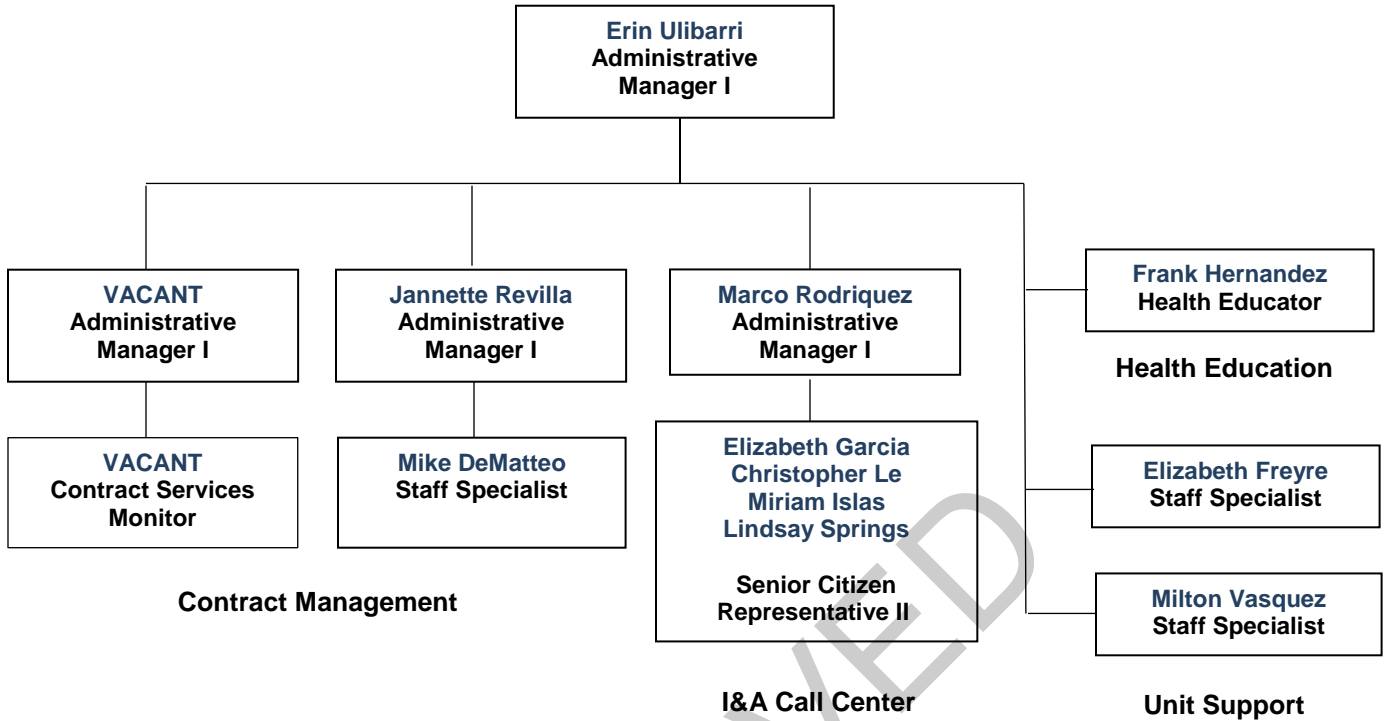 Erin Ulibarri
Administrative
Manager I
VACANT
Administrative
Manager I
Jannette Revilla
Administrative
Manager I
Marco Rodriquez
Administrative
Manager I
Frank Hernandez
Health Educator
Health Education
VACANT
Contract Services
Monitor
Mike DeMatteo
Staff Specialist
Elizabeth Garcia
Christopher Le
Miriam Islas
Lindsay Springs
Senior Citizen
Representative II
Elizabeth Freyre
Staff Specialist
Contract Management
Milton Vasquez
Staff Specialist
I&A Call Center
Unit Support